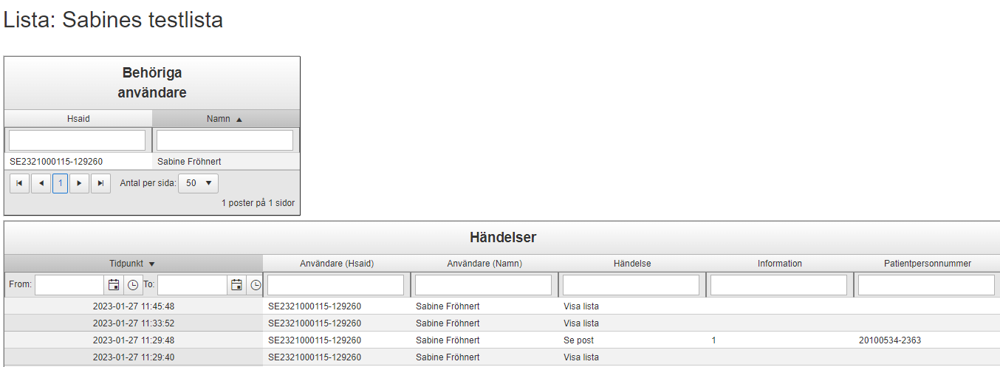 Lista: Sabines testlista
Behöriga
användare
Hsaid Namn ▲
SE2321000115-129260 Sabine Fröhnert
1 Antal per sida: 50 ▼
1 poster på 1 sidor
Händelser
Tidpunkt ▼ Användare (Hsaid) Användare (Namn) Händelse Information Patientpersonnummer
From: To:
2023-01-27 11:45:48 SE2321000115-129260 Sabine Fröhnert Visa lista
2023-01-27 11:33:52 SE2321000115-129260 Sabine Fröhnert Visa lista
2023-01-27 11:29:48 SE2321000115-129260 Sabine Fröhnert Se post 1 20100534-2363
2023-01-27 11:29:40 SE2321000115-129260 Sabine Fröhnert Visa lista